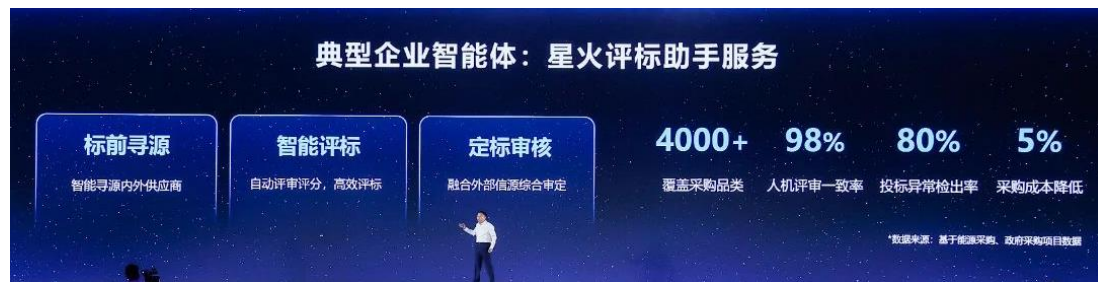 典型企业智能体：星火评标助手服务
标前寻源
智能寻源内外供应商
智能评标
自动评审评分，高效评标
定标审核
融合外部信源综合审定
4000+
覆盖采购品类
98%
人机评审一致率
80%
投标异常检出率
5%
采购成本降低
*数据来源：基于能源采购、政府采购项目数据